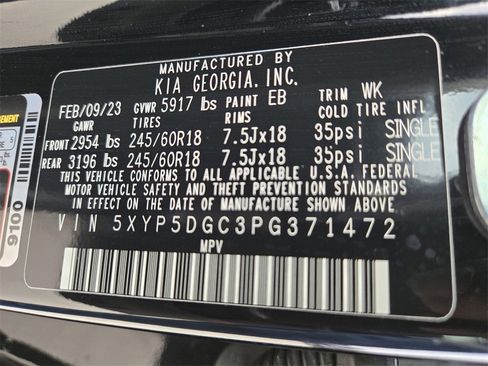 MANUFACTURED BY
KIA GEORGIA, INC.
FEB/09/23 GVWR 5917 lbs PAINT EB TRIM WK
GAWR TIRES RIMS COLD TIRE INFL
FRONT 2954 lbs 245/60R18 7.5Jx18 35psi SINGLE
REAR 3196 lbs 245/60R18 7.5Jx18 35psi SINGLE
THIS VEHICLE CONFORMS TO ALL APPLICABLE U.S.A. FEDERAL
MOTOR VEHICLE SAFETY AND THEFT PREVENTION STANDARDS
IN EFFECT ON THE DATE OF MANUFACTURE SHOWN ABOVE
VIN 5XYP5DGC3PG371472
MPV
9100